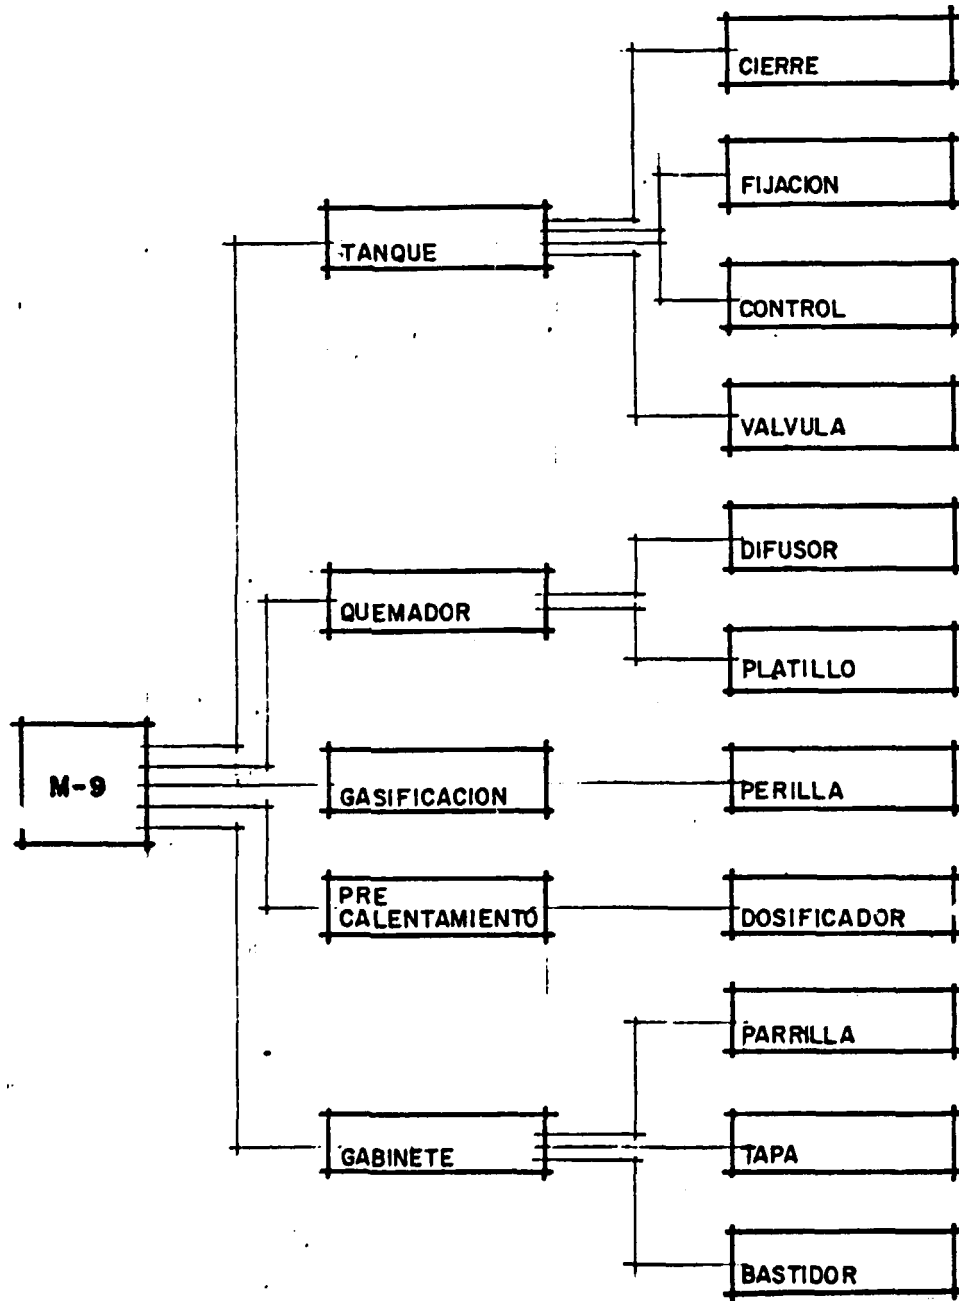 CIERRE
FIJACION
TANQUE
CONTROL
VALVULA
DIFUSOR
QUEMADOR
PLATILLO
M-9
GASIFICACION
PERILLA
PRE
CALENTAMIENTO
DOSIFICADOR
PARRILLA
GABINETE
TAPA
BASTIDOR